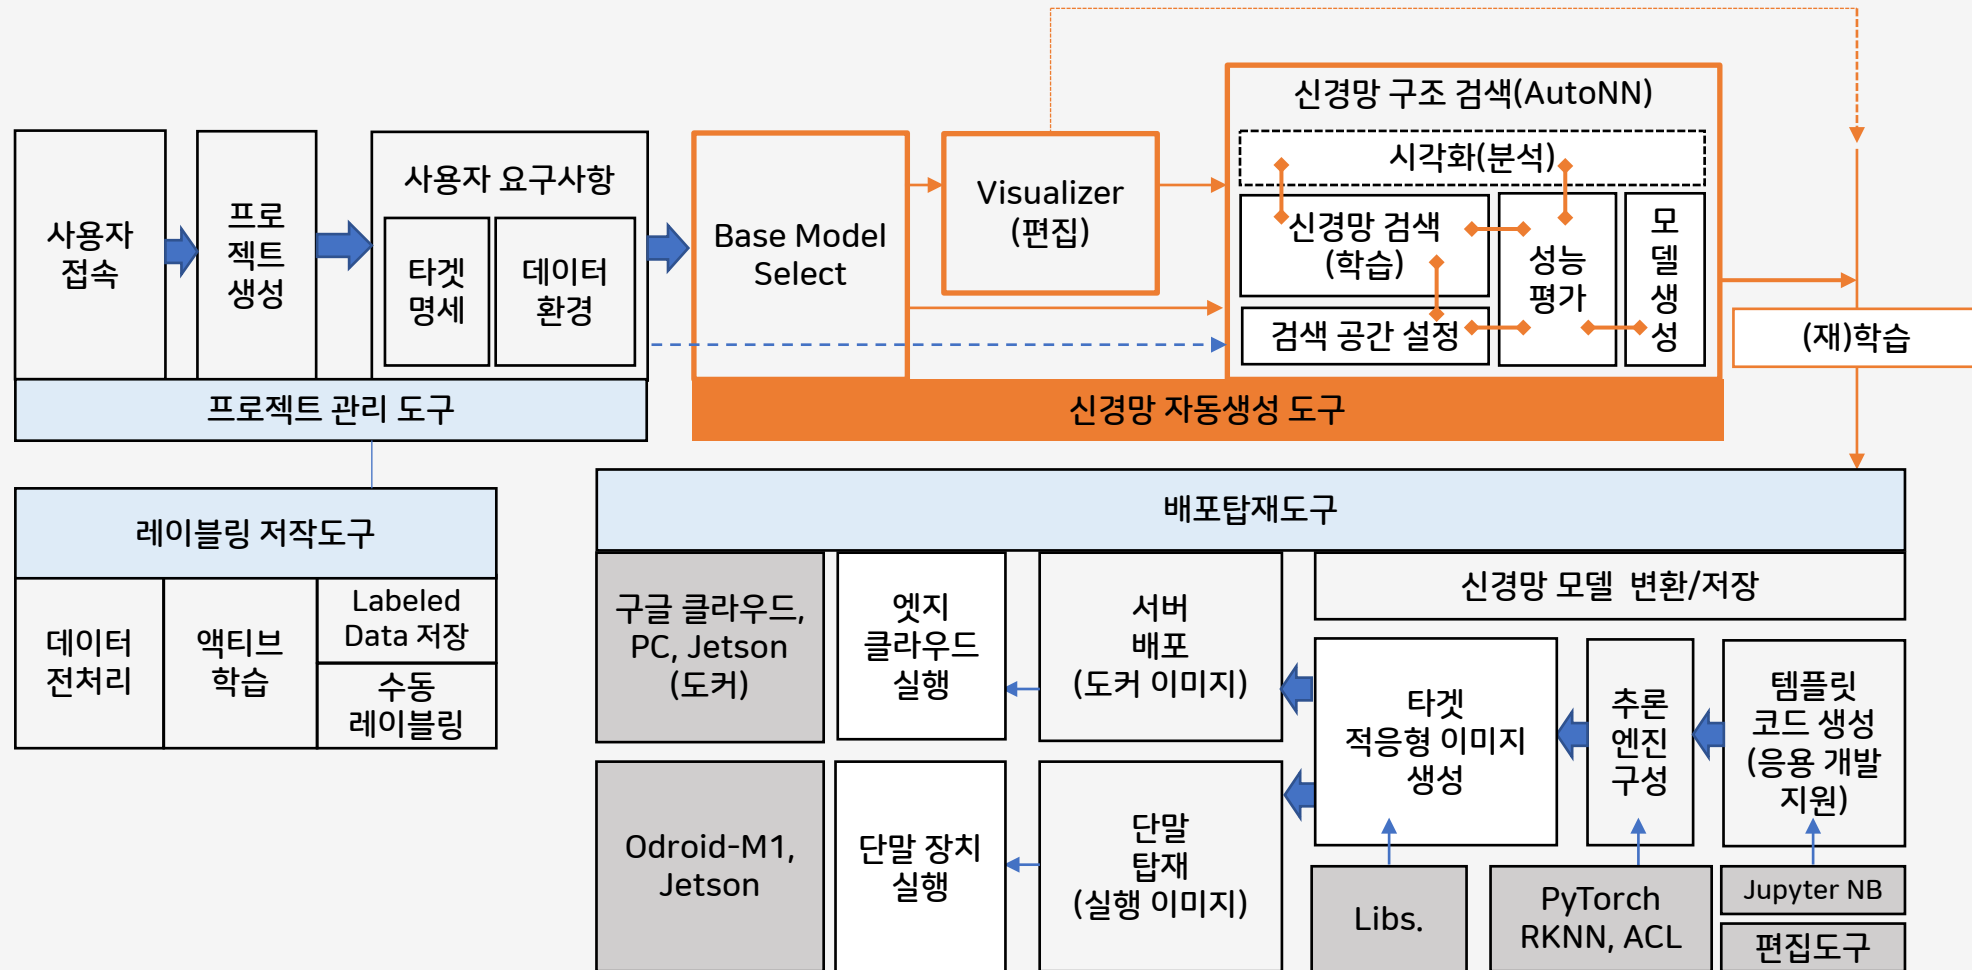 사용자
접속
프로
젝트
생성
사용자 요구사항
타겟
명세
데이터
환경
프로젝트 관리 도구
Base Model
Select
Visualizer
(편집)
신경망 구조 검색(AutoNN)
시각화(분석)
신경망 검색
(학습)
검색 공간 설정
성능
평가
모
델
생
성
신경망 자동생성 도구
(재)학습
레이블링 저작도구
데이터
전처리
액티브
학습
Labeled
Data 저장
수동
레이블링
배포탑재도구
구글 클라우드,
PC, Jetson
(도커)
엣지
클라우드
실행
서버
배포
(도커 이미지)
신경망 모델 변환/저장
타겟
적응형 이미지
생성
추론
엔진
구성
템플릿
코드 생성
(응용 개발
지원)
Odroid-M1,
Jetson
단말 장치
실행
단말
탑재
(실행 이미지)
Libs.
PyTorch
RKNN, ACL
Jupyter NB
편집도구